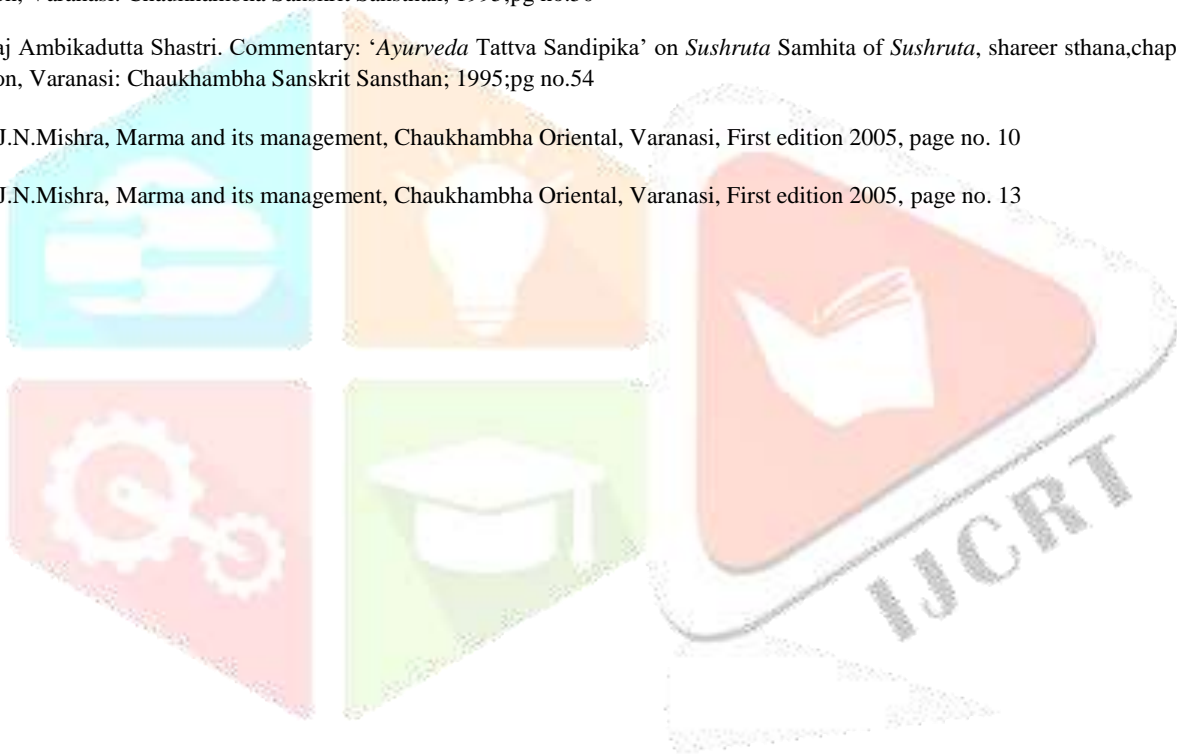 aj Ambikadutta Shastri. Commentary: ‘Ayurveda Tattva Sandipika’ on Sushruta Samhita of Sushruta, shareer sthana,chap
on, Varanasi: Chaukhambha Sanskrit Sansthan; 1995;pg no.54
J.N.Mishra, Marma and its management, Chaukhambha Oriental, Varanasi, First edition 2005, page no. 10
J.N.Mishra, Marma and its management, Chaukhambha Oriental, Varanasi, First edition 2005, page no. 13
IJCRT